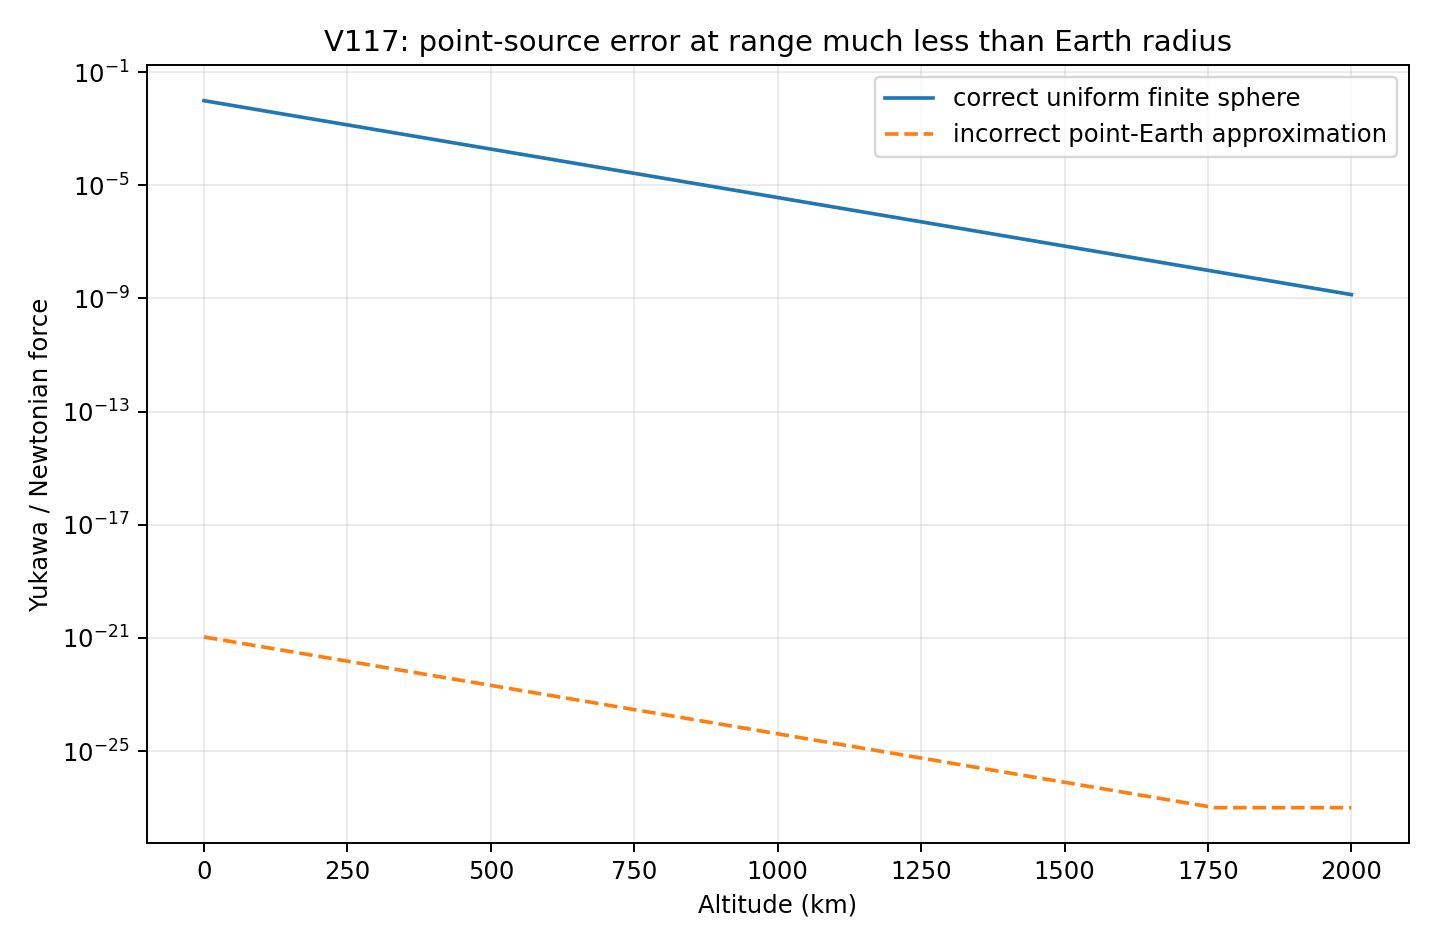 V117: point-source error at range much less than Earth radius
correct uniform finite sphere
incorrect point-Earth approximation
Yukawa / Newtonian force
10⁻¹
10⁻⁵
10⁻⁹
10⁻¹³
10⁻¹⁷
10⁻²¹
10⁻²⁵
0 250 500 750 1000 1250 1500 1750 2000
Altitude (km)